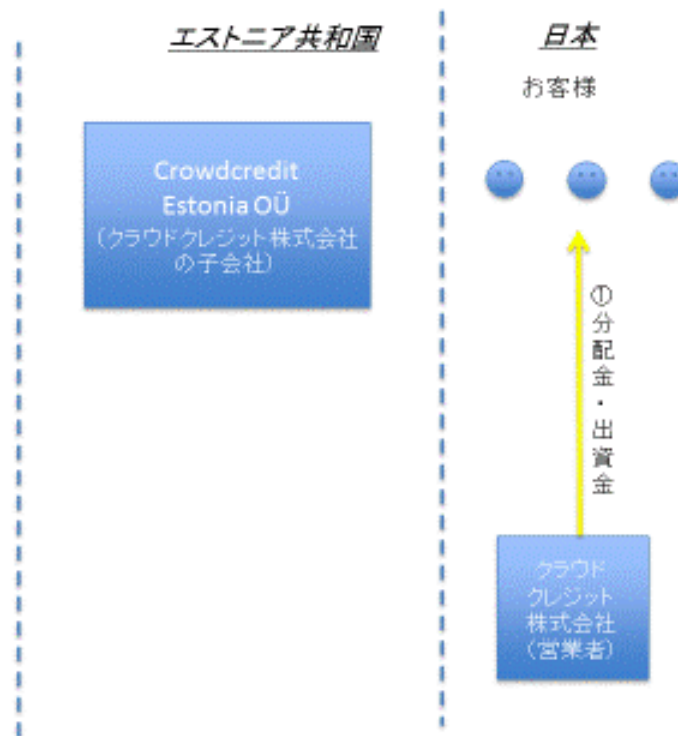 エストニア共和国
日本
お客様
Crowdcredit
Estonia OÜ
(クラウドクレジット株式会社
の子会社)
①分配金・出資金
クラウド
クレジット
株式会社
(営業者)